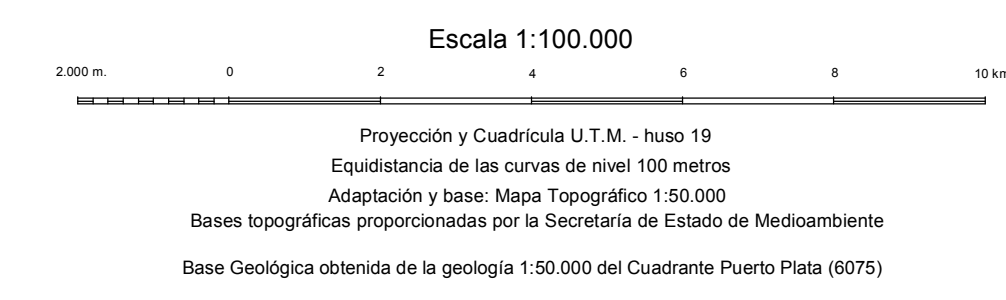 Escala 1:100.000
2.000 m. 0 2 4 6 8 10 km
Proyección y Cuadrícula U.T.M. - huso 19
Equidistancia de las curvas de nivel 100 metros
Adaptación y base: Mapa Topográfico 1:50.000
Bases topográficas proporcionadas por la Secretaría de Estado de Medioambiente
Base Geológica obtenida de la geología 1:50.000 del Cuadrante Puerto Plata (6075)